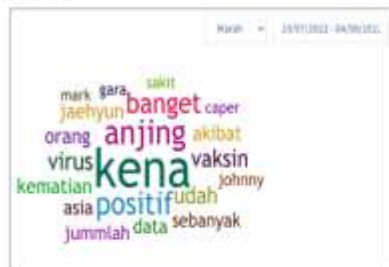 Marah
sakit
mark gara
jaehyun banget caper
orang anjing akibat
virus kena vaksin
kematian johnny
asia positif udah
jummlah data sebanyak